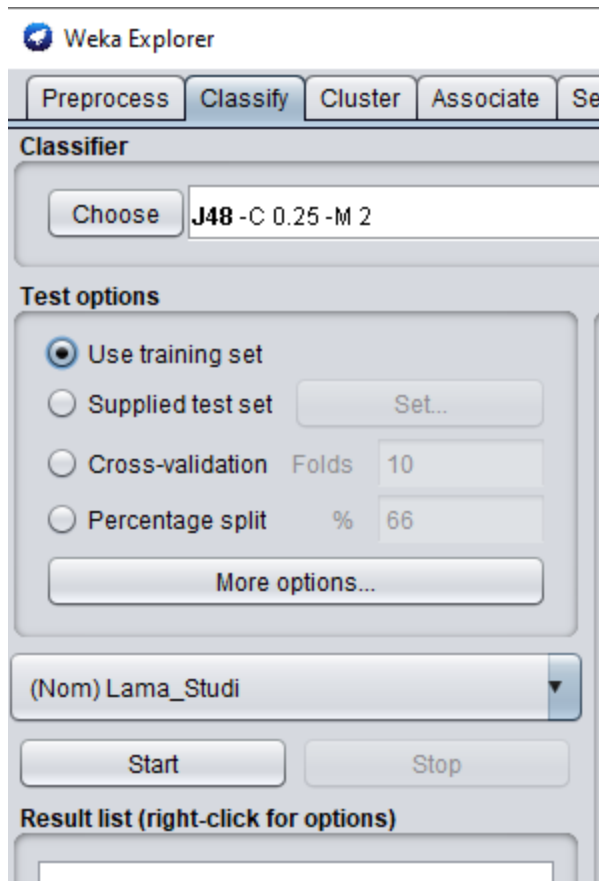 Weka Explorer
Preprocess Classify Cluster Associate Se
Classifier
Choose J48 -C 0.25 -M 2
Test options
Use training set
Supplied test set Set...
Cross-validation Folds 10
Percentage split % 66
More options...
(Nom) Lama_Studi
Start Stop
Result list (right-click for options)